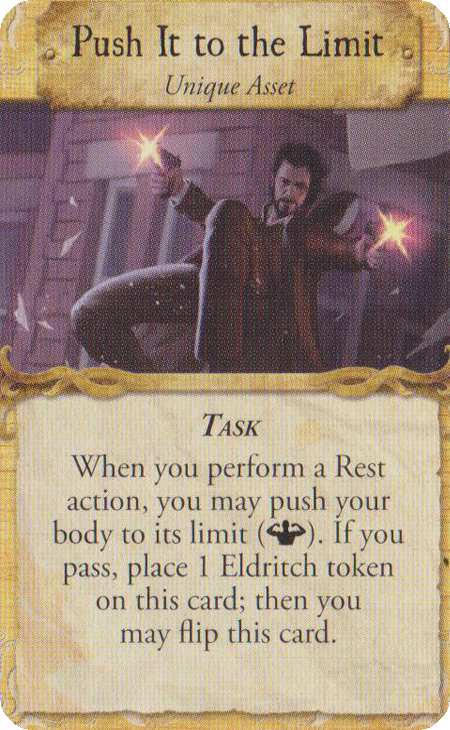 Push It to the Limit
Unique Asset
Task
When you perform a Rest
action, you may push your
body to its limit (). If you
pass, place 1 Eldritch token
on this card; then you
may flip this card.